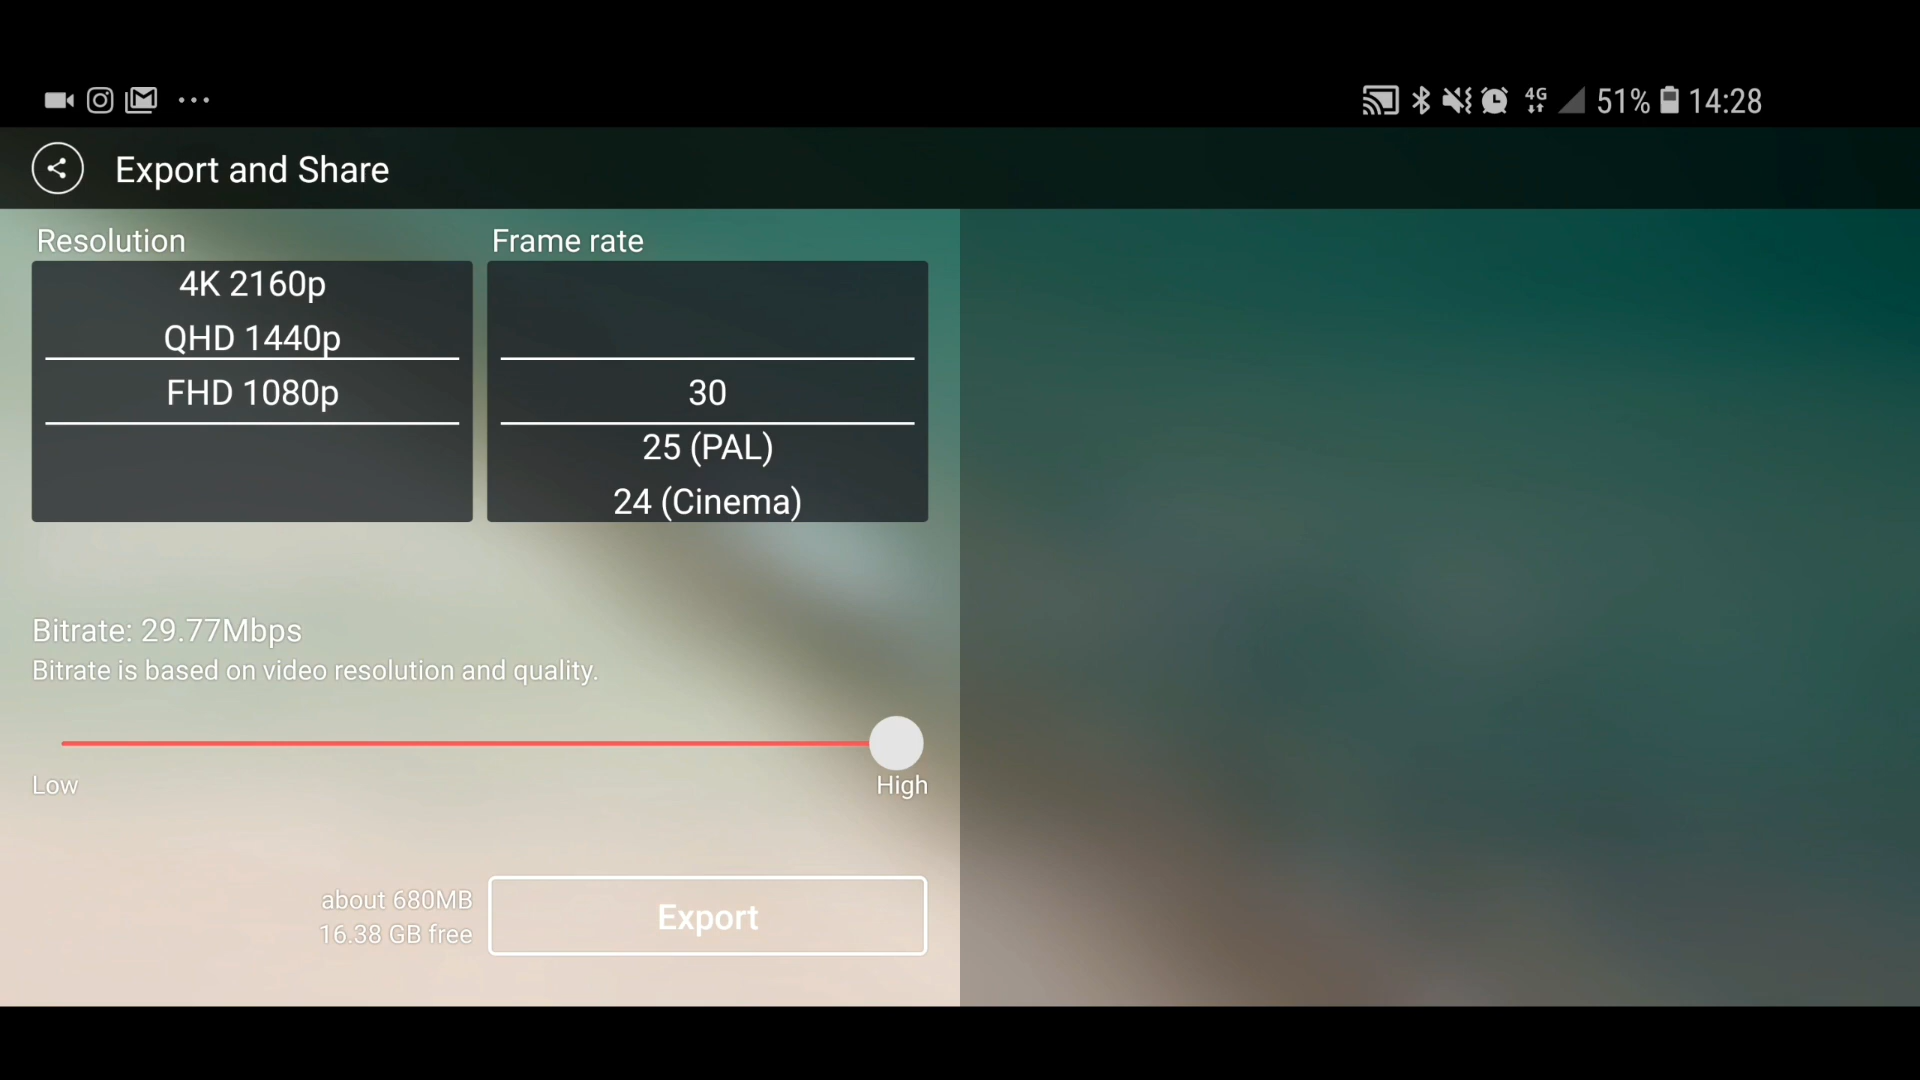 4G 51% 14:28
Export and Share
Resolution
4K 2160p
QHD 1440p
FHD 1080p
Frame rate
30
25 (PAL)
24 (Cinema)
Bitrate: 29.77Mbps
Bitrate is based on video resolution and quality.
Low
High
about 680MB
16.38 GB free
Export